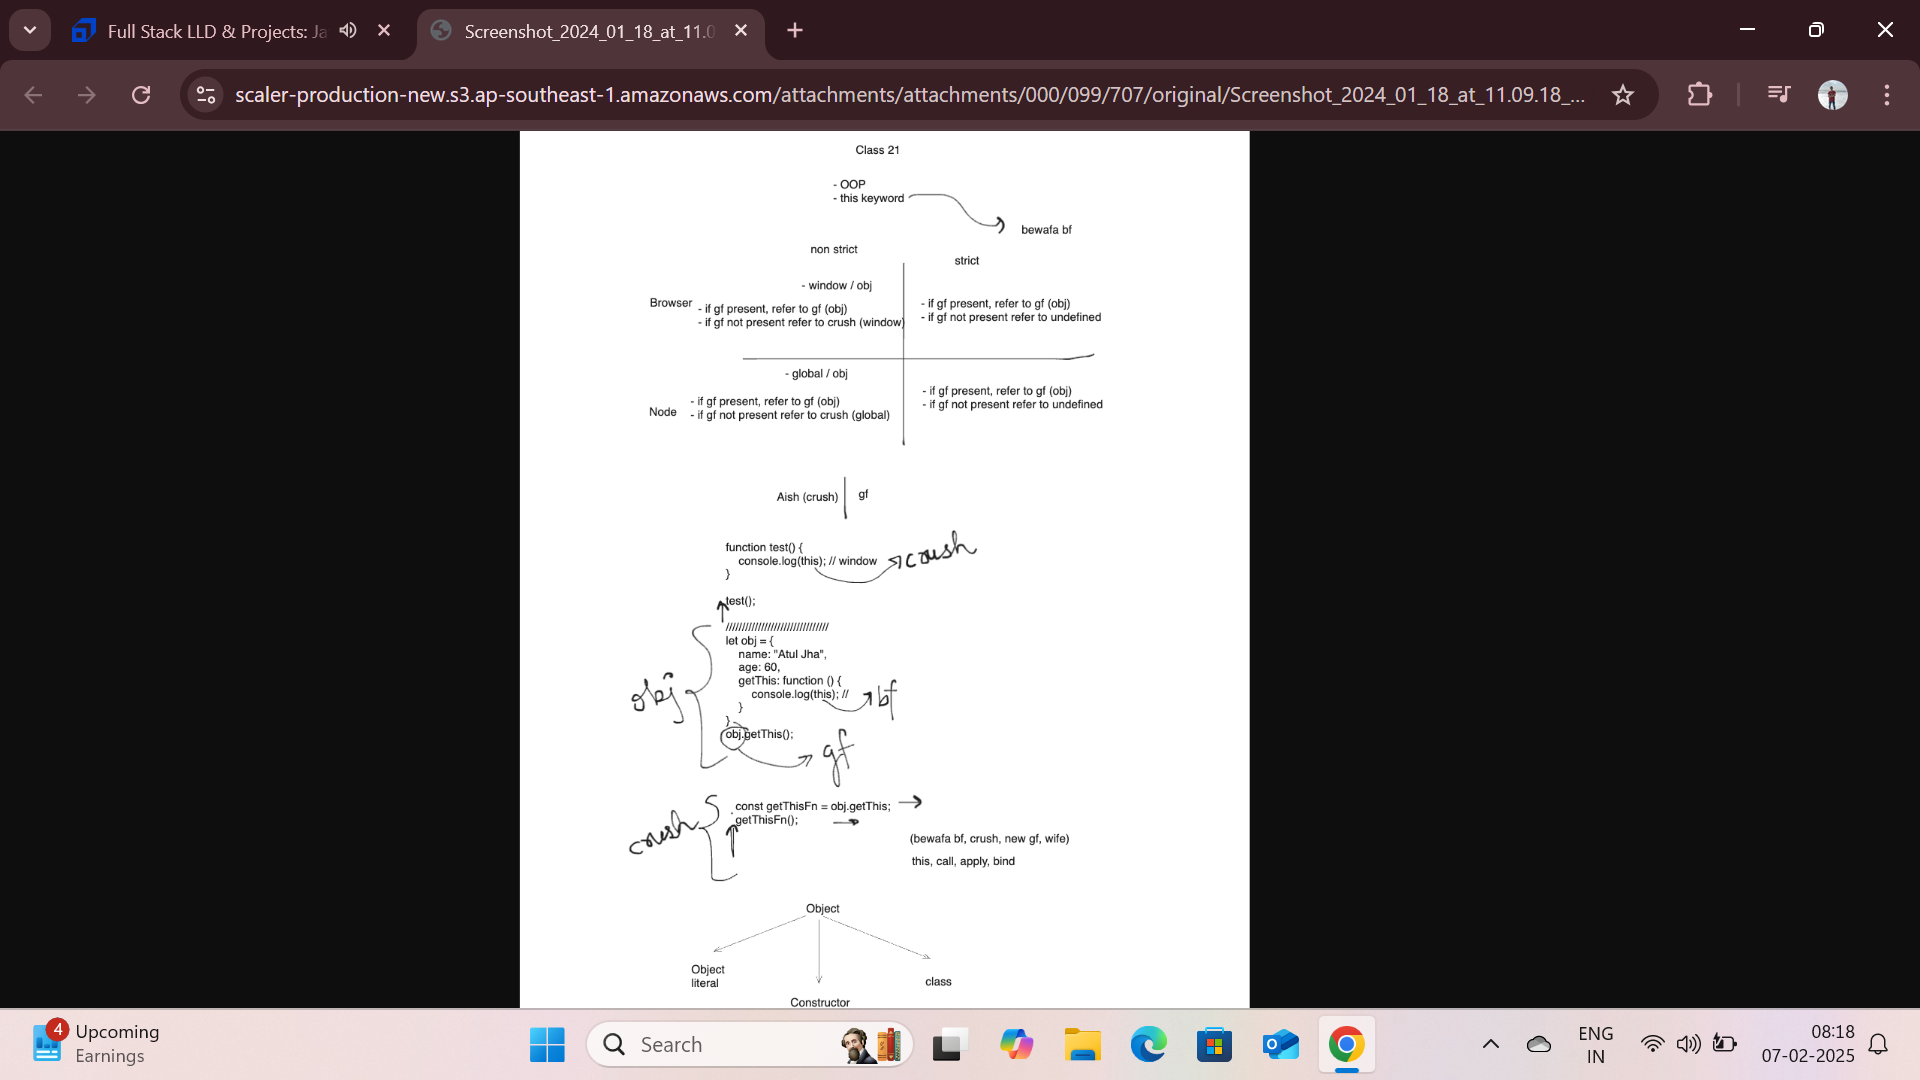 Full Stack LLD & Projects: Ja
Screenshot_2024_01_18_at_11.0
scaler-production-new.s3.ap-southeast-1.amazonaws.com/attachments/attachments/000/099/707/original/Screenshot_2024_01_18_at_11.09.18_...
Class 21
- OOP
- this keyword
bewafa bf
non strict
strict
- window / obj
Browser
- if gf present, refer to gf (obj)
- if gf not present refer to crush (window)
- if gf present, refer to gf (obj)
- if gf not present refer to undefined
- global / obj
Node
- if gf present, refer to gf (obj)
- if gf not present refer to crush (global)
- if gf present, refer to gf (obj)
- if gf not present refer to undefined
Aish (crush)
gf
function test() {
console.log(this); // window
crush
}
test();
////////////////////////////////
let obj = {
name: "Atul Jha",
age: 60,
getThis: function () {
console.log(this); //
bf
}
}
obj.getThis();
gf
obj
const getThisFn = obj.getThis;
getThisFn();
crush
(bewafa bf, crush, new gf, wife)
this, call, apply, bind
Object
Object
literal
Constructor
class
4
Upcoming
Earnings
Search
ENG
IN
08:18
07-02-2025